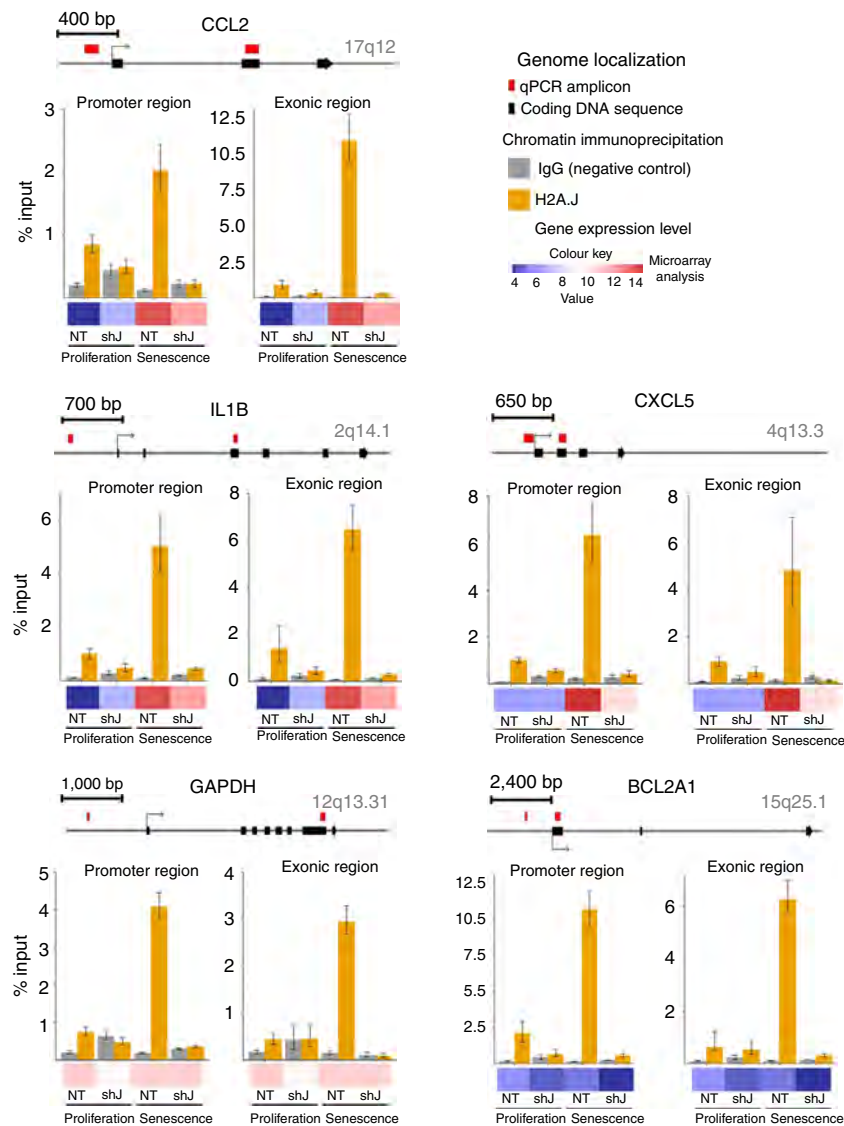 400 bp
CCL2
17q12
Promoter region
Exonic region
% input
3
2
1
12.5
10.5
7.5
5.0
2.5
NT shJ NT shJ
Proliferation Senescence
NT shJ NT shJ
Proliferation Senescence
Genome localization
qPCR amplicon
Coding DNA sequence
Chromatin immunoprecipitation
IgG (negative control)
H2A.J
Gene expression level
Colour key
Microarray analysis
4 6 8 10 12 14
Value
700 bp
IL1B
2q14.1
Promoter region
Exonic region
% input
6
4
2
8
6
4
2
0
NT shJ NT shJ
Proliferation Senescence
NT shJ NT shJ
Proliferation Senescence
650 bp
CXCL5
4q13.3
Promoter region
Exonic region
8
6
4
2
8
6
4
2
NT shJ NT shJ
Proliferation Senescence
NT shJ NT shJ
Proliferation Senescence
1,000 bp
GAPDH
12q13.31
Promoter region
Exonic region
% input
5
4
3
2
1
4
3
2
1
NT shJ NT shJ
Proliferation Senescence
NT shJ NT shJ
Proliferation Senescence
2,400 bp
BCL2A1
15q25.1
Promoter region
Exonic region
12.5
10.5
7.5
5.5
2.5
6
4
2
NT shJ NT shJ
Proliferation Senescence
NT shJ NT shJ
Proliferation Senescence